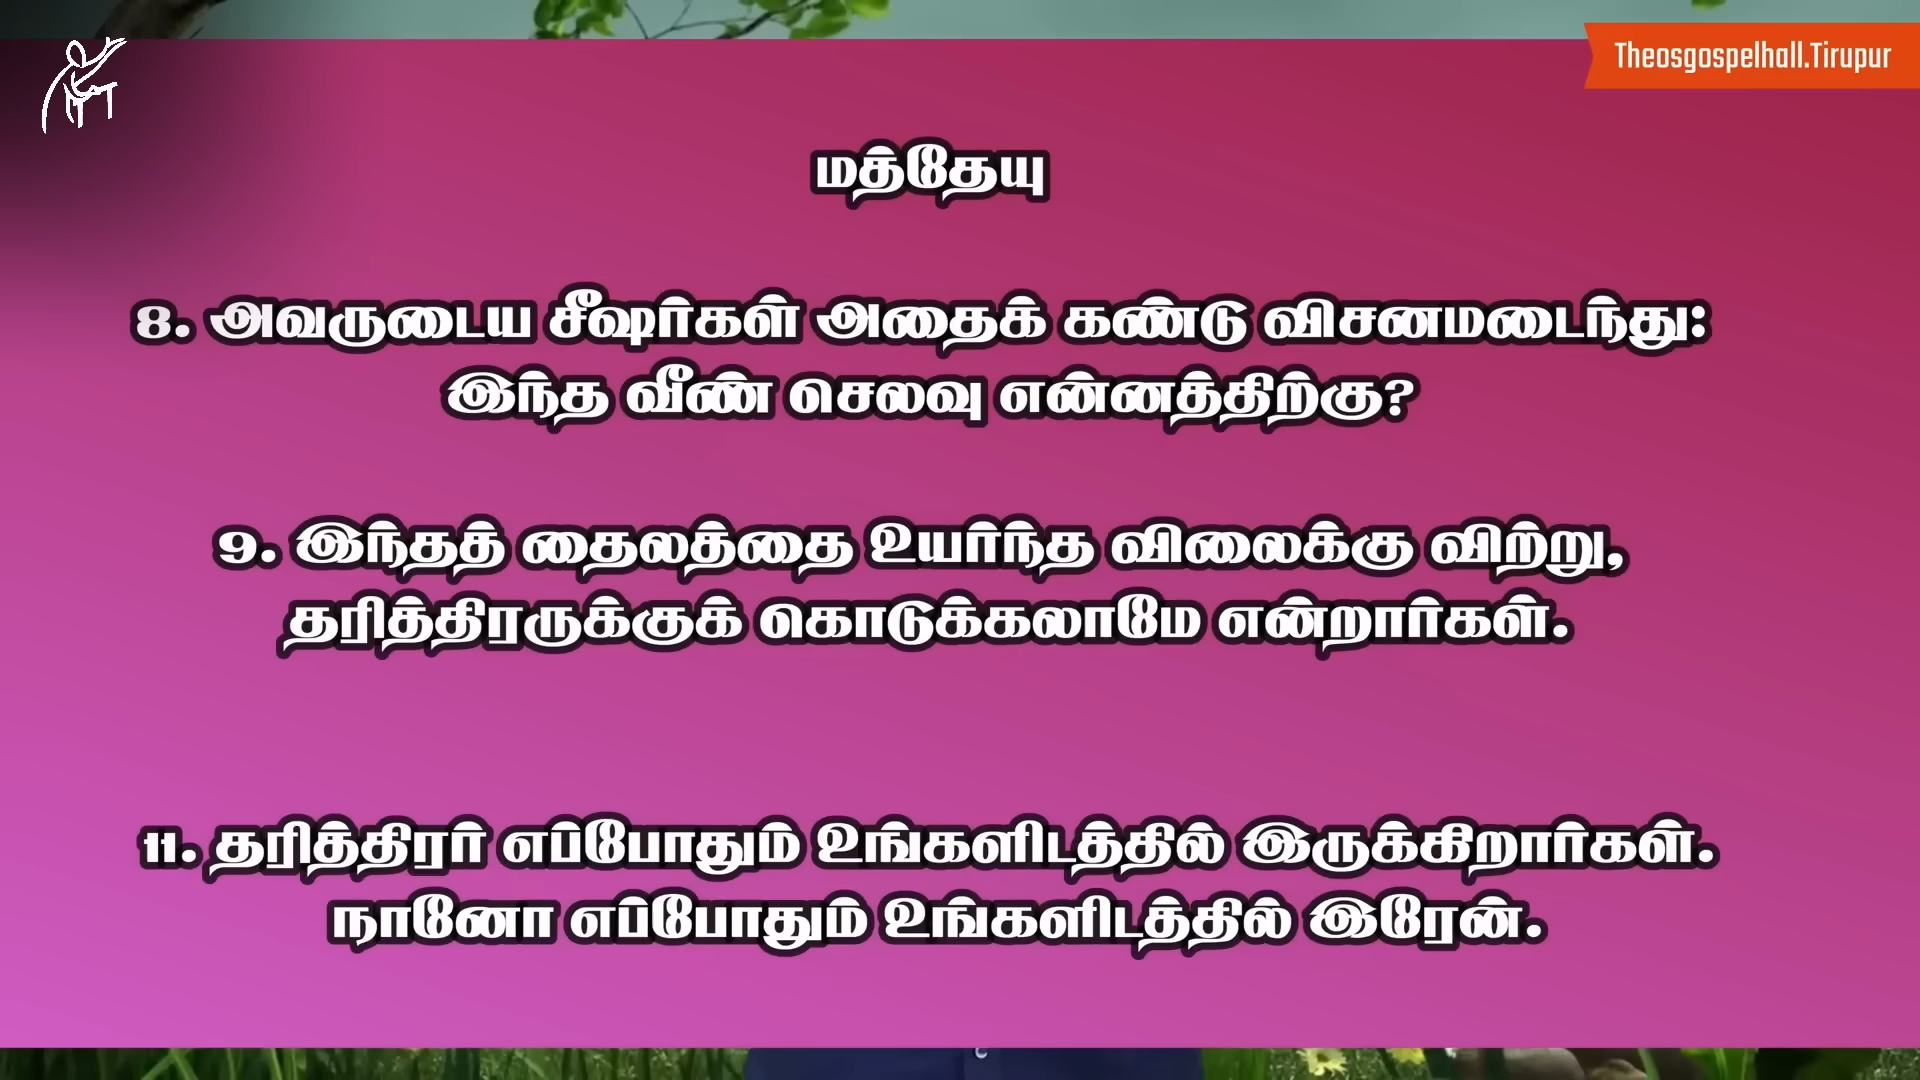 Theosgospelhall.Tirupur
மத்தேயு
8. அவருடைய சீஷர்கள் அதைக் கண்டு விசனமடைந்து:
இந்த வீண் செலவு என்னத்திற்கு?
9. இந்தத் தைலத்தை உயர்ந்த விலைக்கு விற்று,
தரித்திரருக்குக் கொடுக்கலாமே என்றார்கள்.
11. தரித்திரர் எப்போதும் உங்களிடத்தில் இருக்கிறார்கள்.
நானோ எப்போதும் உங்களிடத்தில் இரேன்.